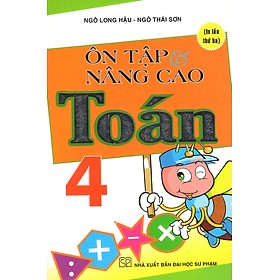 NGÔ LONG HẬU - NGÔ THÁI SƠN
(In lần
thứ ba)
ÔN TẬP &
NÂNG CAO
Toán
4
NHÀ XUẤT BẢN ĐẠI HỌC SƯ PHẠM